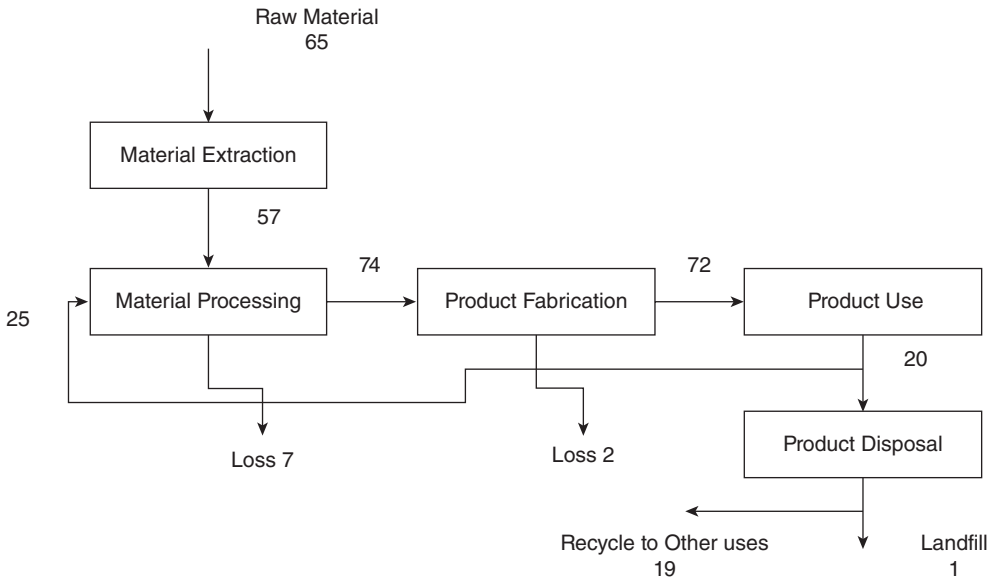 Raw Material
65
Material Extraction
57
74
72
Material Processing
Product Fabrication
Product Use
25
20
Product Disposal
Loss 7
Loss 2
Recycle to Other uses
19
Landfill
1